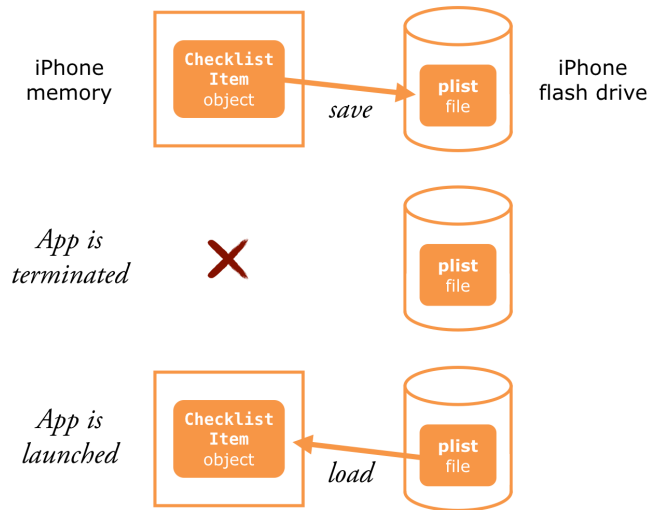 iPhone
memory
Checklist
Item
object
save
plist
file
iPhone
flash drive
App is
terminated
plist
file
App is
launched
Checklist
Item
object
load
plist
file